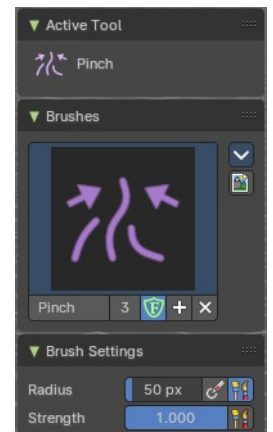 Active Tool
Pinch
Brushes
Pinch 3
Brush Settings
Radius 50 px
Strength 1.000